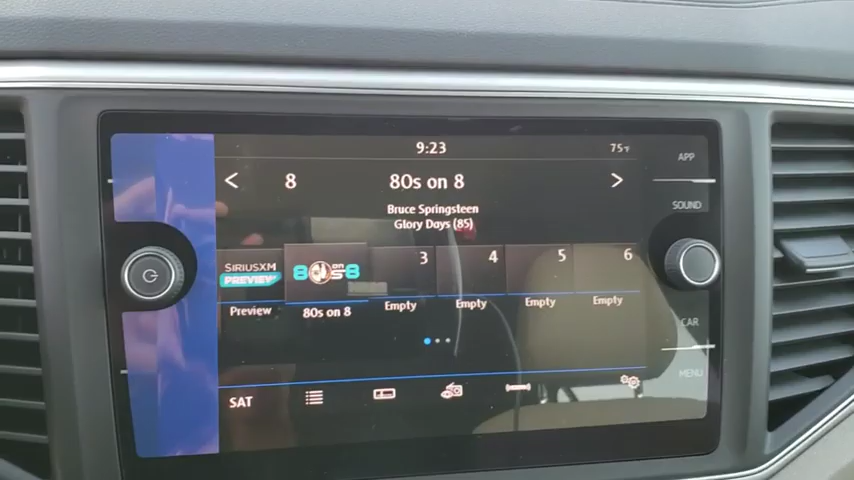 9:23
75°F
APP
8
80s on 8
SOUND
Bruce Springsteen
Glory Days (85)
SIRIUSXM
PREVIEW
80s on 8
3
4
5
6
Preview
80s on 8
Empty
Empty
Empty
Empty
CAR
MENU
SAT